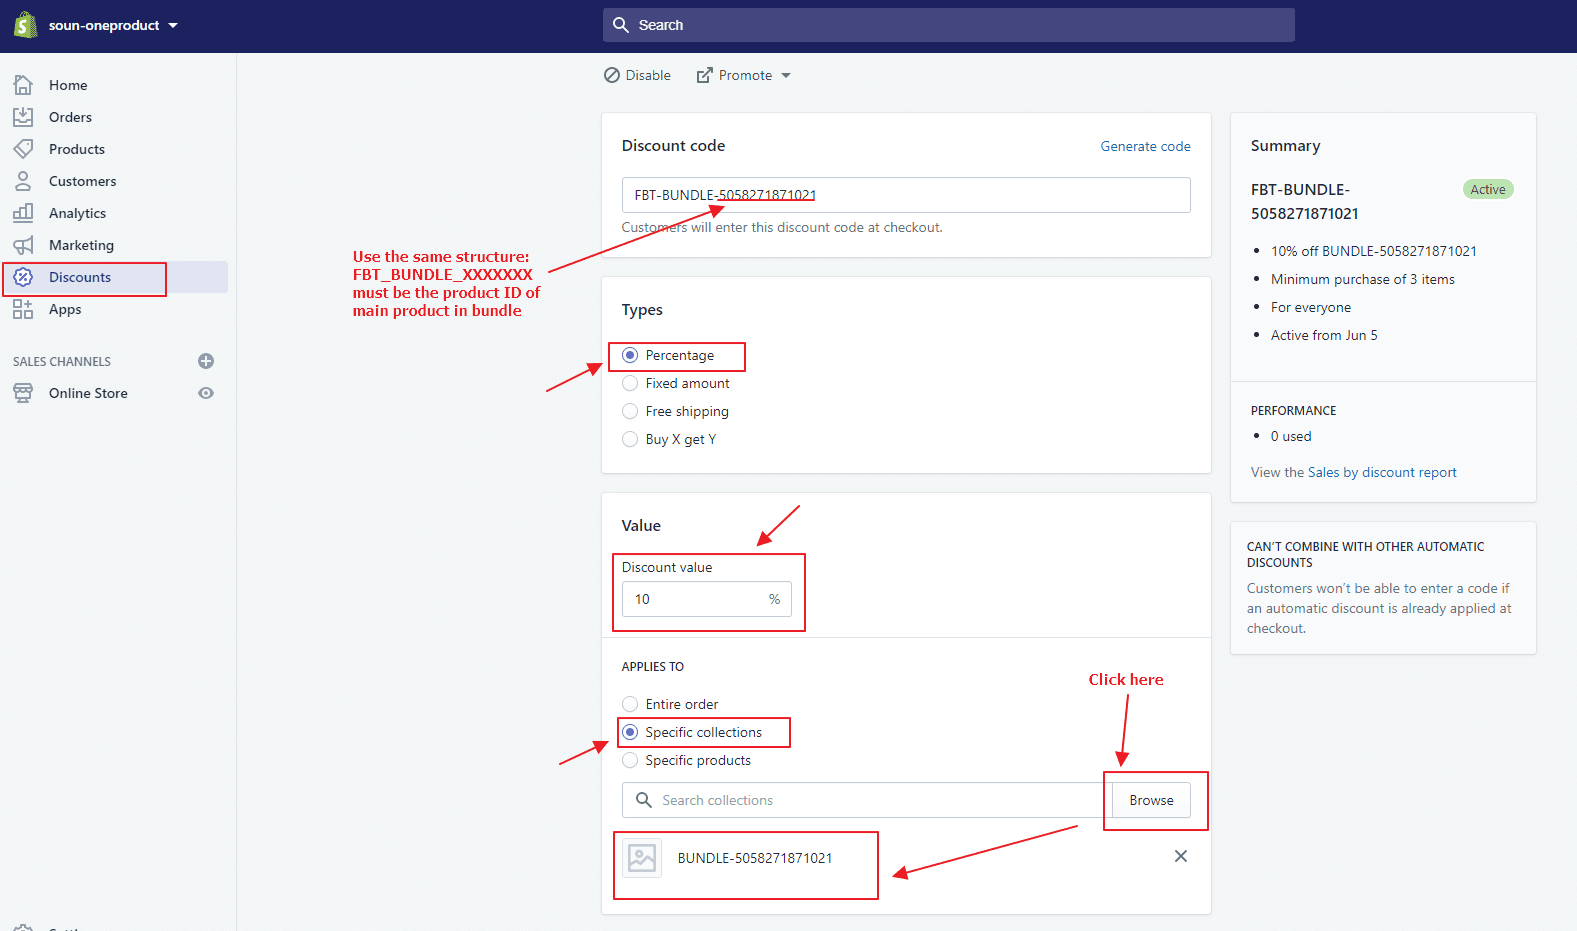 soun-oneproduct
Search
Home
Orders
Products
Customers
Analytics
Marketing
Discounts
Apps
SALES CHANNELS
Online Store
Disable
Promote
Discount code
Generate code
FBT-BUNDLE-5058271871021
Customers will enter this discount code at checkout.
Use the same structure:
FBT_BUNDLE_XXXXXXX
must be the product ID of
main product in bundle
Types
Percentage
Fixed amount
Free shipping
Buy X get Y
Value
Discount value
10 %
APPLIES TO
Entire order
Specific collections
Specific products
Click here
Search collections
Browse
BUNDLE-5058271871021
Summary
FBT-BUNDLE-
5058271871021
Active
10% off BUNDLE-5058271871021
Minimum purchase of 3 items
For everyone
Active from Jun 5
PERFORMANCE
0 used
View the Sales by discount report
CAN'T COMBINE WITH OTHER AUTOMATIC
DISCOUNTS
Customers won't be able to enter a code if
an automatic discount is already applied at
checkout.